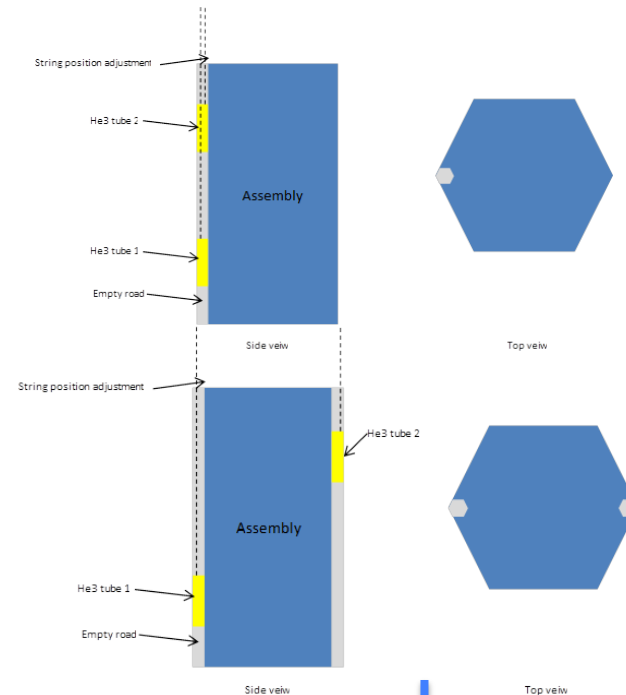 String position adjustment
He3 tube 2
Assembly
He3 tube 1
Empty road
Side veiw
Top veiw
String position adjustment
He3 tube 2
Assembly
He3 tube 1
Empty road
Side veiw
Top veiw